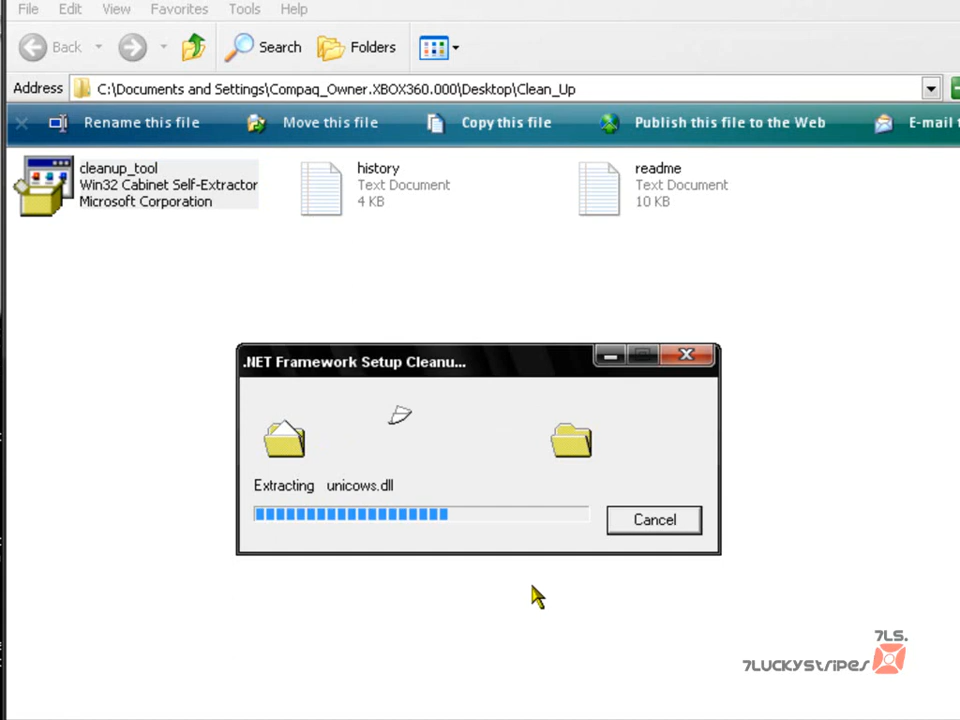 File Edit View Favorites Tools Help
Back Search Folders
Address C:\Documents and Settings\Compaq_Owner.XBOX360.000\Desktop\Clean_Up
Rename this file Move this file Copy this file Publish this file to the Web E-mail
cleanup_tool
Win32 Cabinet Self-Extractor
Microsoft Corporation
history
Text Document
4 KB
readme
Text Document
10 KB
.NET Framework Setup Cleanu...
Extracting unicows.dll
Cancel
7LS.
7LUCKYSTRIPES